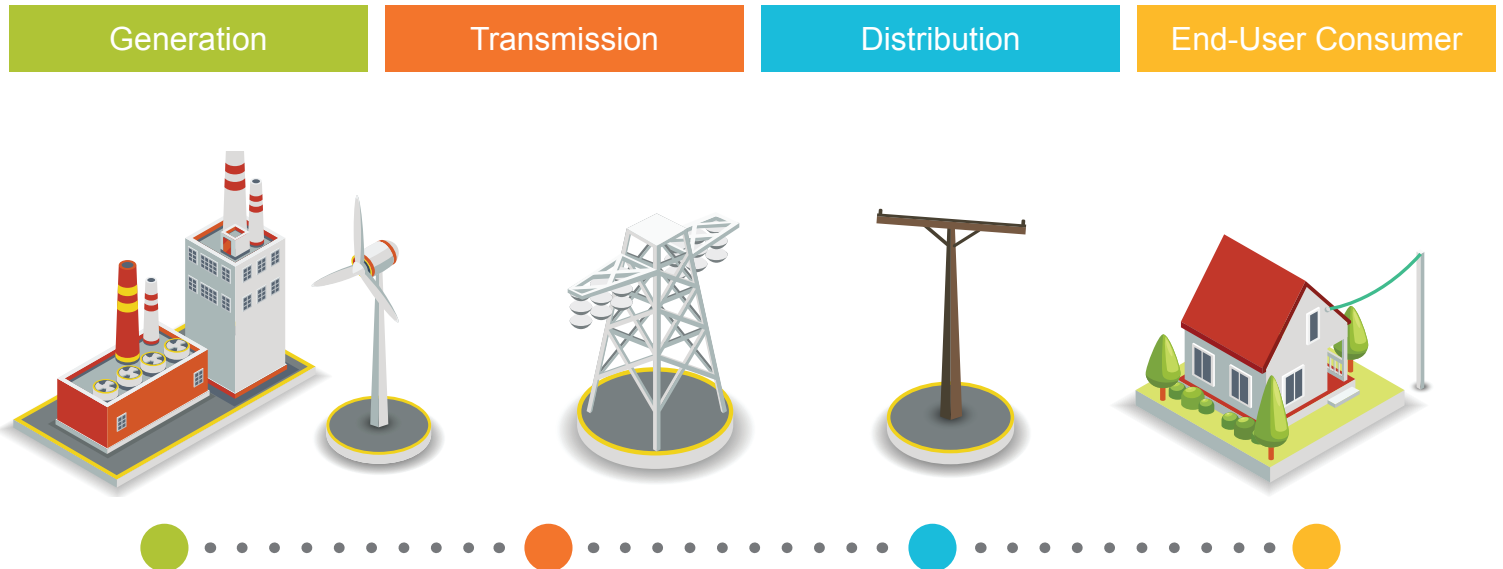 Generation
Transmission
Distribution
End-User Consumer